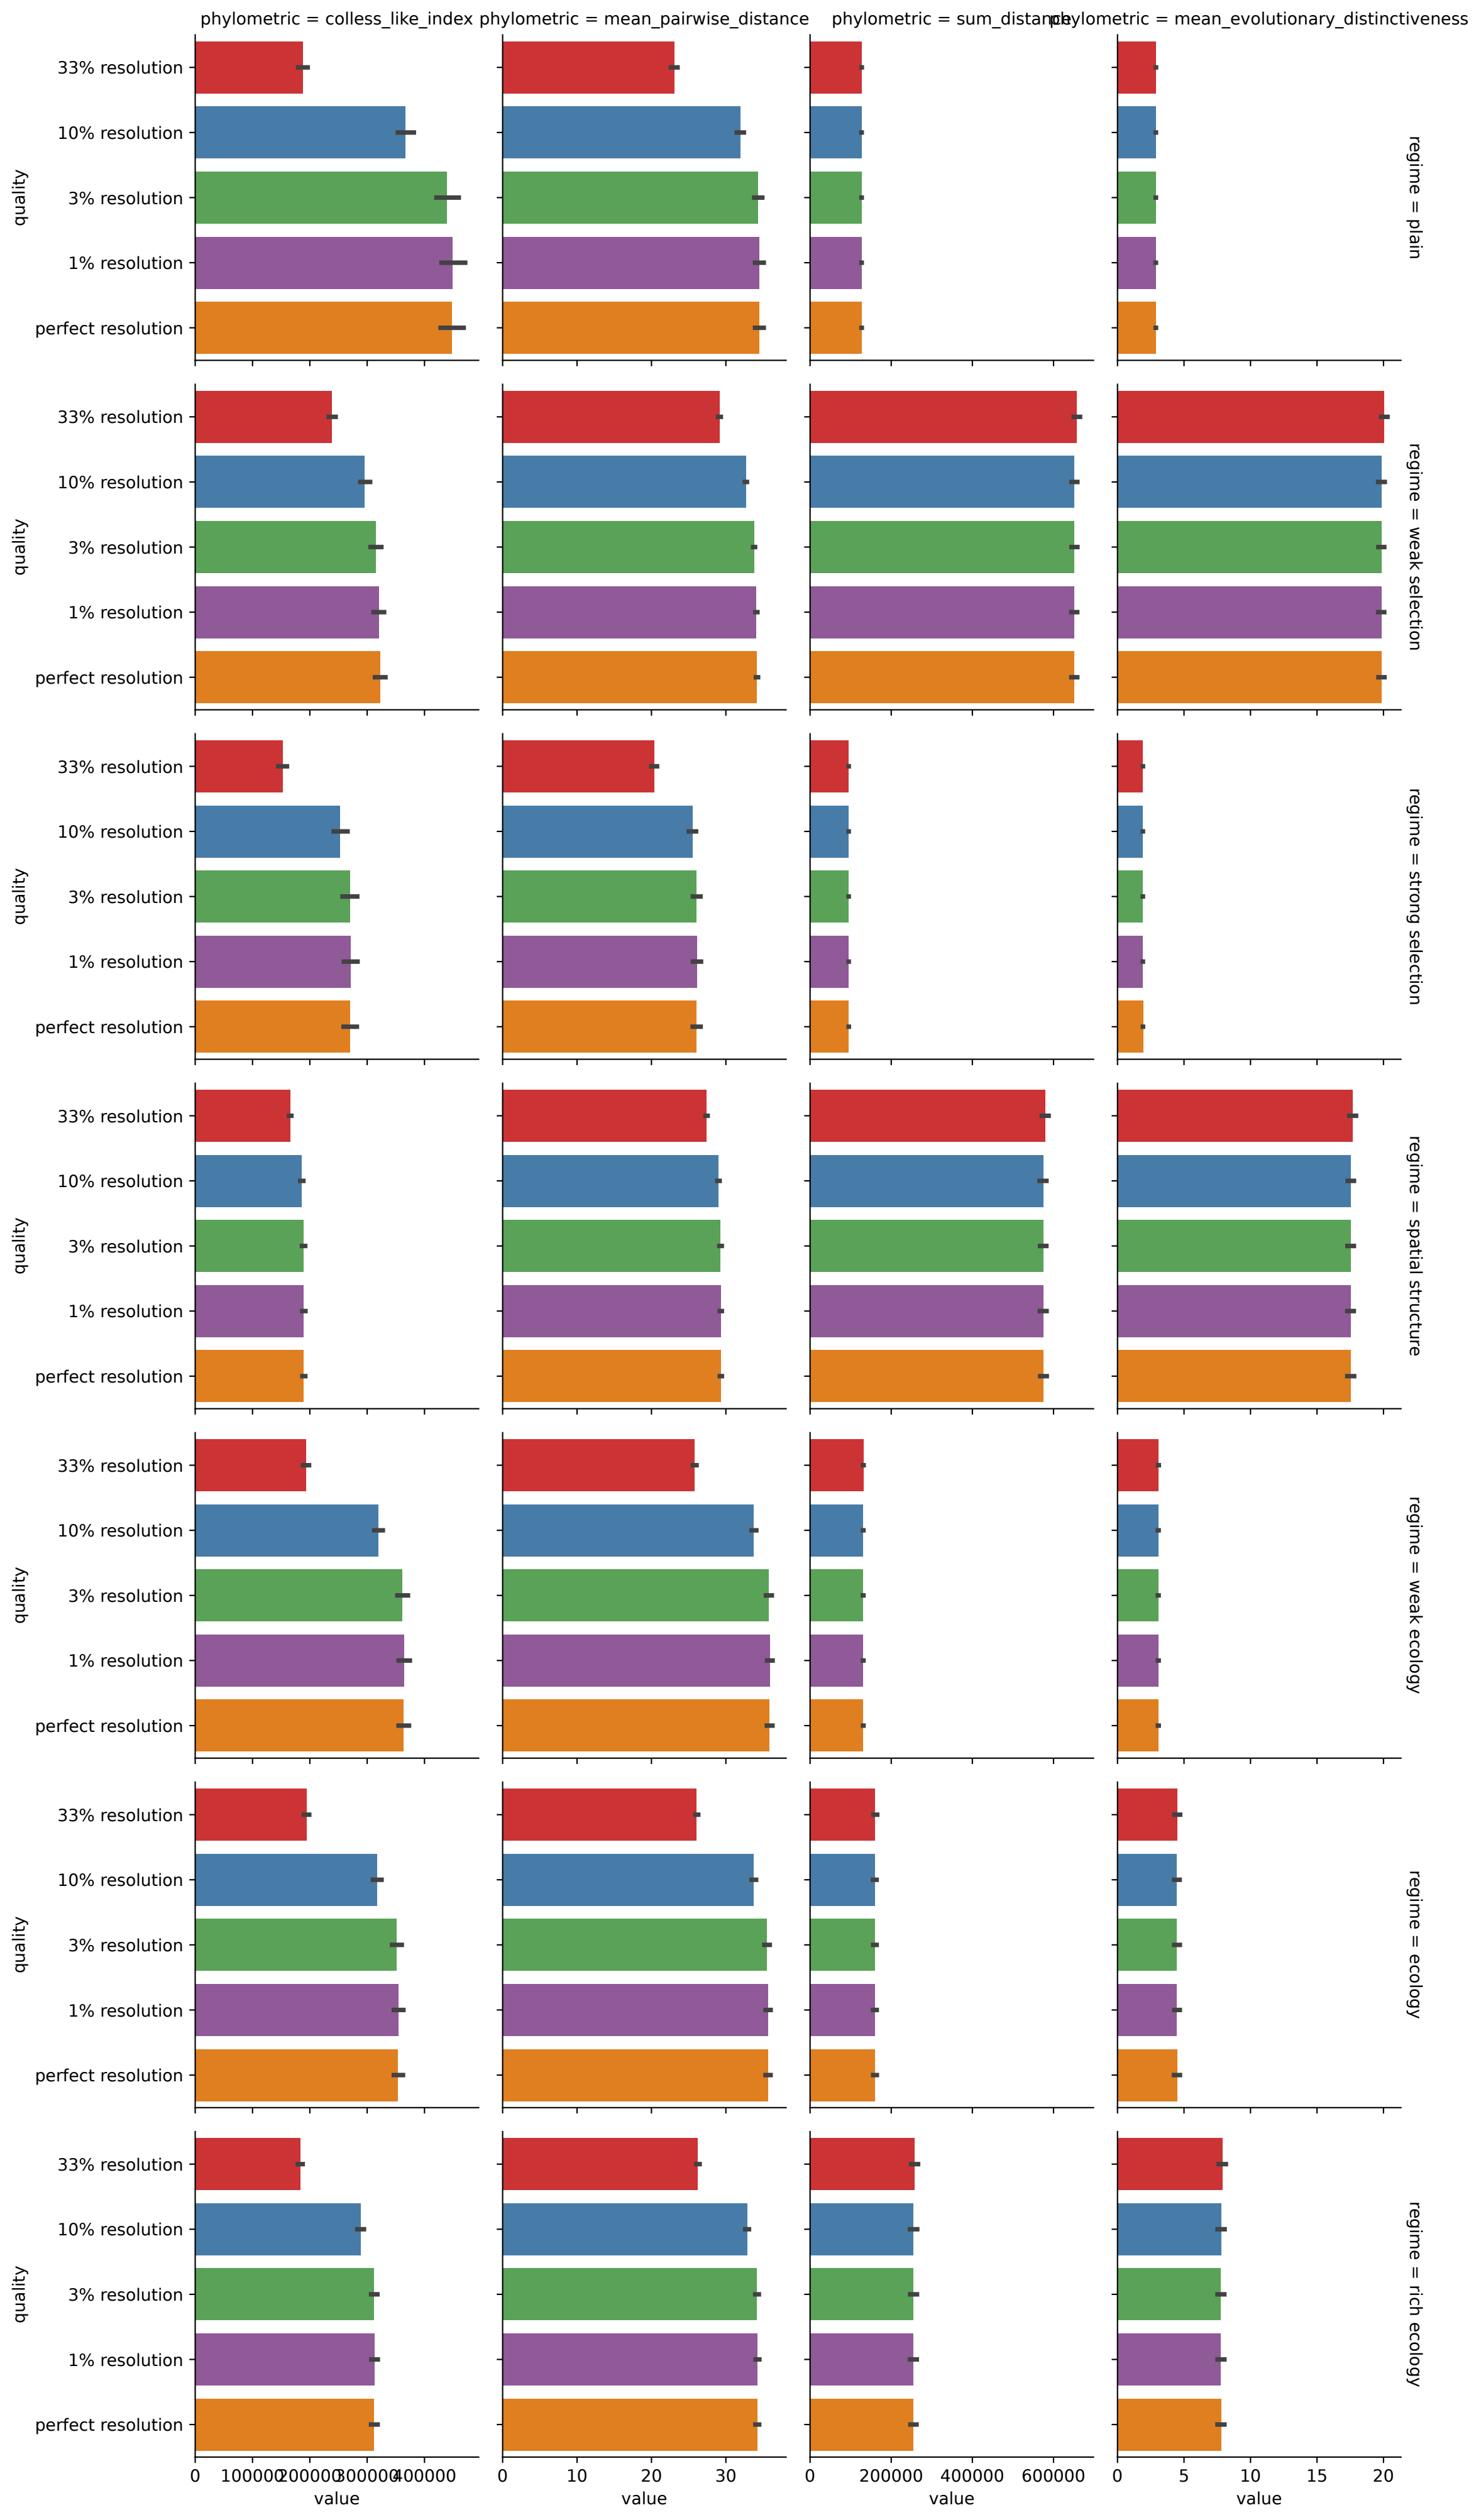 phylometric = colless_like_index
phylometric = mean_pairwise_distance
phylometric = sum_distance
phylometric = mean_evolutionary_distinctiveness
33% resolution
10% resolution
3% resolution
1% resolution
perfect resolution
quality
regime = plain
33% resolution
10% resolution
3% resolution
1% resolution
perfect resolution
quality
regime = weak selection
33% resolution
10% resolution
3% resolution
1% resolution
perfect resolution
quality
regime = strong selection
33% resolution
10% resolution
3% resolution
1% resolution
perfect resolution
quality
regime = spatial structure
33% resolution
10% resolution
3% resolution
1% resolution
perfect resolution
quality
regime = weak ecology
33% resolution
10% resolution
3% resolution
1% resolution
perfect resolution
quality
regime = ecology
33% resolution
10% resolution
3% resolution
1% resolution
perfect resolution
quality
regime = rich ecology
0 100000 200000 300000 400000
value
0 10 20 30
value
0 200000 400000 600000
value
0 5 10 15 20
value